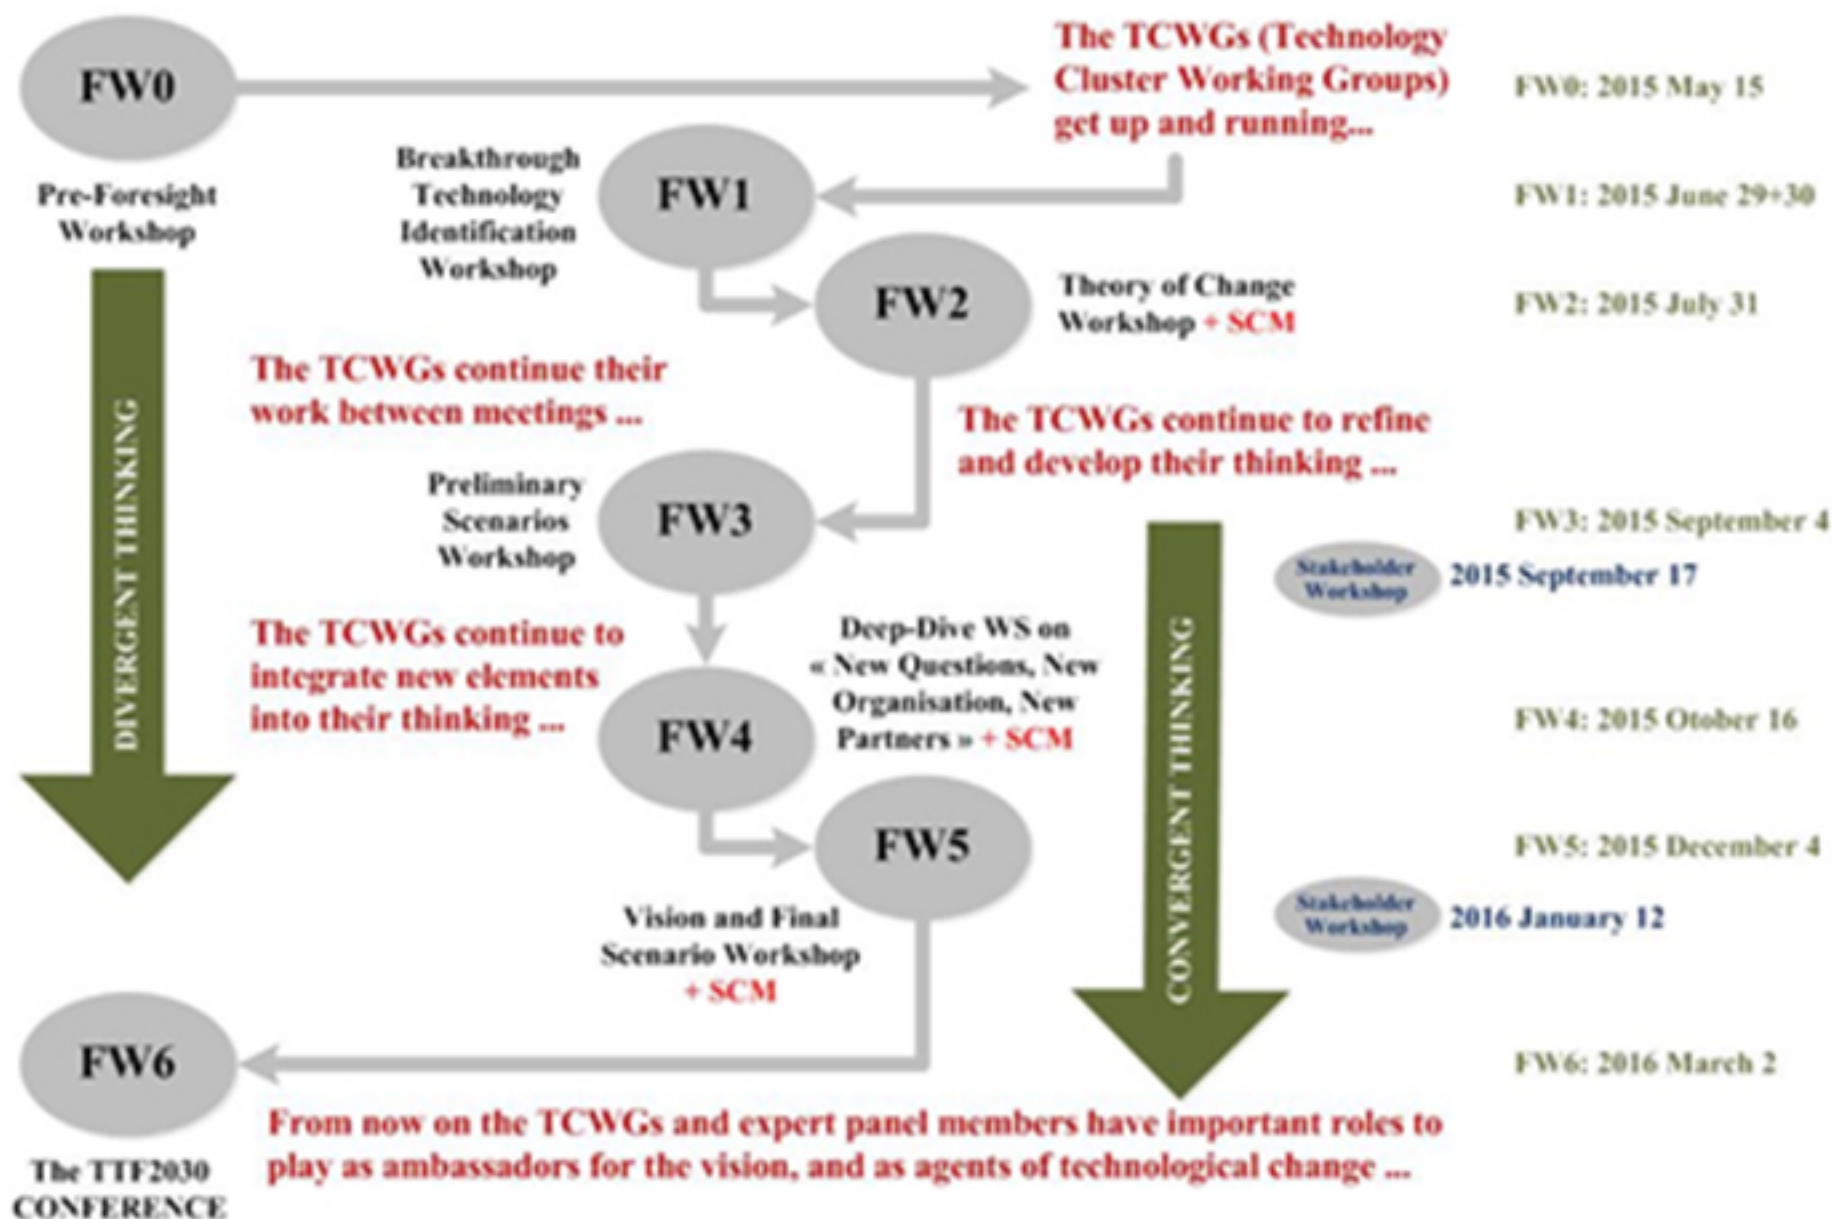 FW0
The TCWGs (Technology
Cluster Working Groups)
get up and running...
FW0: 2015 May 15
Pre-Foresight
Workshop
Breakthrough
Technology
Identification
Workshop
FW1
FW1: 2015 June 29+30
FW2
Theory of Change
Workshop + SCM
FW2: 2015 July 31
DIVERGENT THINKING
The TCWGs continue their
work between meetings ...
The TCWGs continue to refine
and develop their thinking ...
Preliminary
Scenarios
Workshop
FW3
FW3: 2015 September 4
Stakeholder
Workshop
2015 September 17
The TCWGs continue to
integrate new elements
into their thinking ...
FW4
Deep-Dive WS on
« New Questions, New
Organisation, New
Partners » + SCM
CONVERGENT THINKING
FW4: 2015 Otober 16
FW5
FW5: 2015 December 4
Vision and Final
Scenario Workshop
+ SCM
Stakeholder
Workshop
2016 January 12
FW6
FW6: 2016 March 2
The TTF2030
CONFERENCE
From now on the TCWGs and expert panel members have important roles to
play as ambassadors for the vision, and as agents of technological change ...